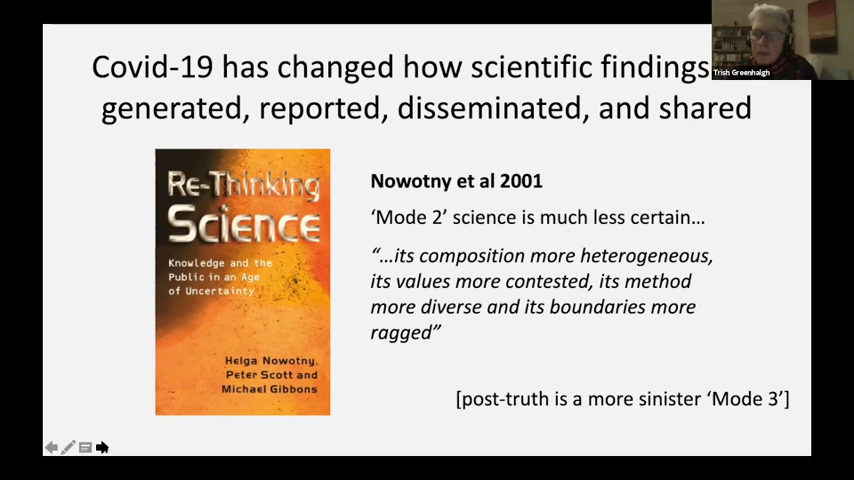 Covid-19 has changed how scientific findings
generated, reported, disseminated, and shared
Trish Greenhalgh
Re-Thinking
Science
Knowledge and the
Public in an Age
of Uncertainty
Helga Nowotny,
Peter Scott and
Michael Gibbons
Nowotny et al 2001
‘Mode 2’ science is much less certain…
“…its composition more heterogeneous,
its values more contested, its method
more diverse and its boundaries more
ragged”
[post-truth is a more sinister ‘Mode 3’]